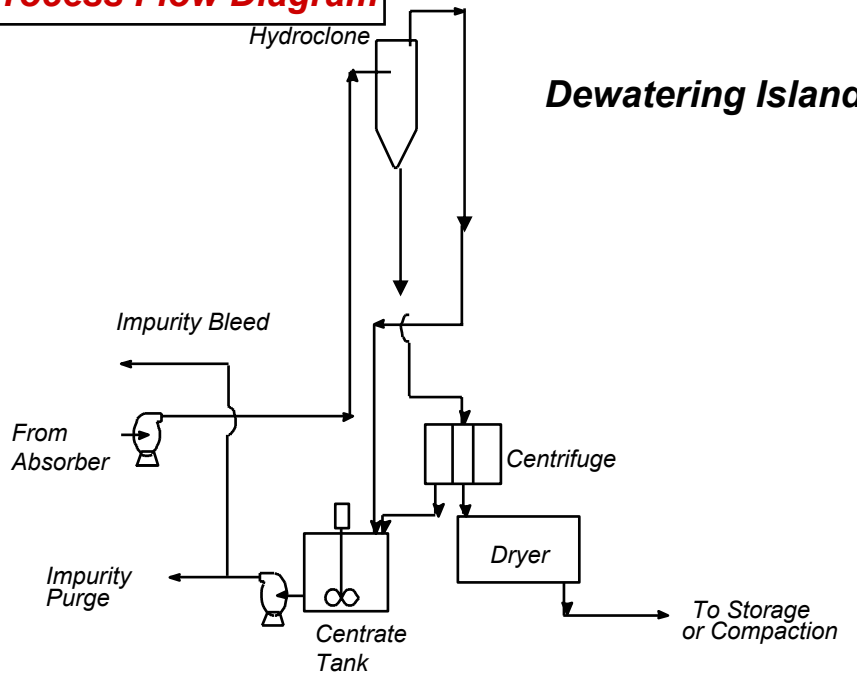 rocess Flow Diagram
Hydroclone
Dewatering Island
Impurity Bleed
From
Absorber
Centrifuge
Dryer
Impurity
Purge
Centrate
Tank
To Storage
or Compaction